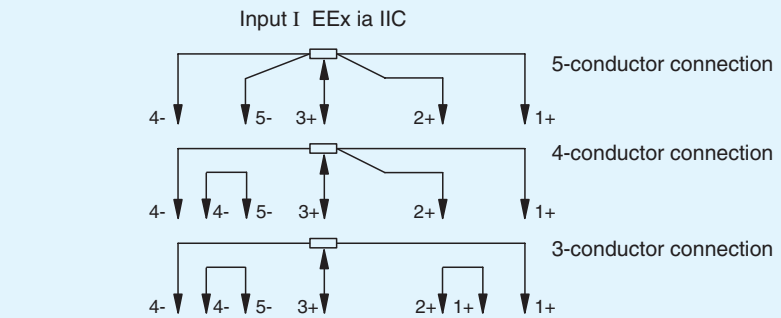 Input I EEx ia IIC
5-conductor connection
4- 5- 3+ 2+ 1+
4-conductor connection
4- 4- 5- 3+ 2+ 1+
3-conductor connection
4- 4- 5- 3+ 2+ 1+ 1+